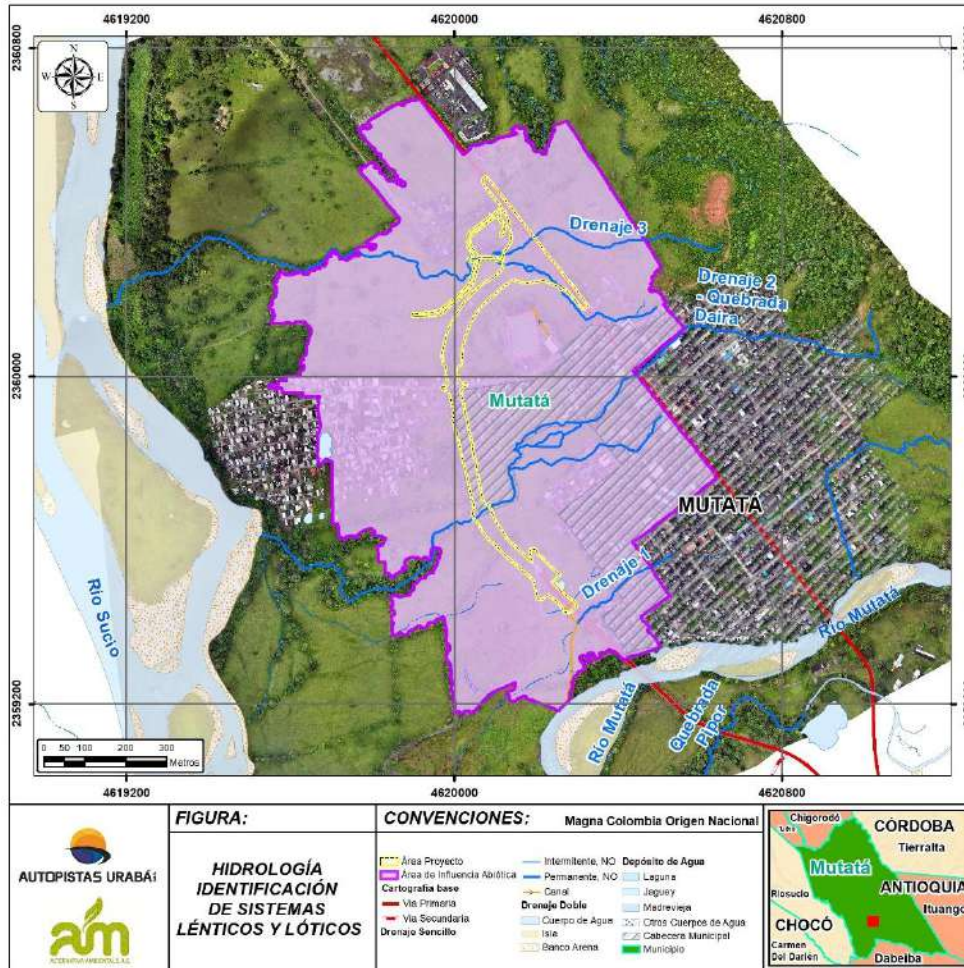 4619200 4620000 4620800
2360800
N
W E
S
Drenaje 3
Drenaje 2
- Quebrada
Daira
2360000
Mutatá
MUTATÁ
Drenaje 1
Río Sucio
Río Mutatá
Río Mutatá
Quebrada
Pipor
2359200
0 50 100 200 300
Metros
4619200 4620000 4620800
FIGURA:
HIDROLOGÍA
IDENTIFICACIÓN
DE SISTEMAS
LÉNTICOS Y LÓTICOS
AUTOPISTAS URABÁ
am
CONVENCIONES: Magna Colombia Origen Nacional
Área Proyecto
Área de Influencia Abiótica
Cartografía base
Vía Primaria
Vía Secundaria
Drenaje Sencillo
Intermitente, NO
Permanente, NO
Canal
Drenaje Doble
Cuerpo de Agua
Isla
Banco Arena
Depósito de Agua
Laguna
Jaguey
Madrevieja
Otros Cuerpos de Agua
Cabecera Municipal
Municipio
Chigorodó
CÓRDOBA
Tierralta
Mutatá
Riosucio
ANTIOQUIA
Ituango
CHOCÓ
Carmen
Del Darién
Dabeiba